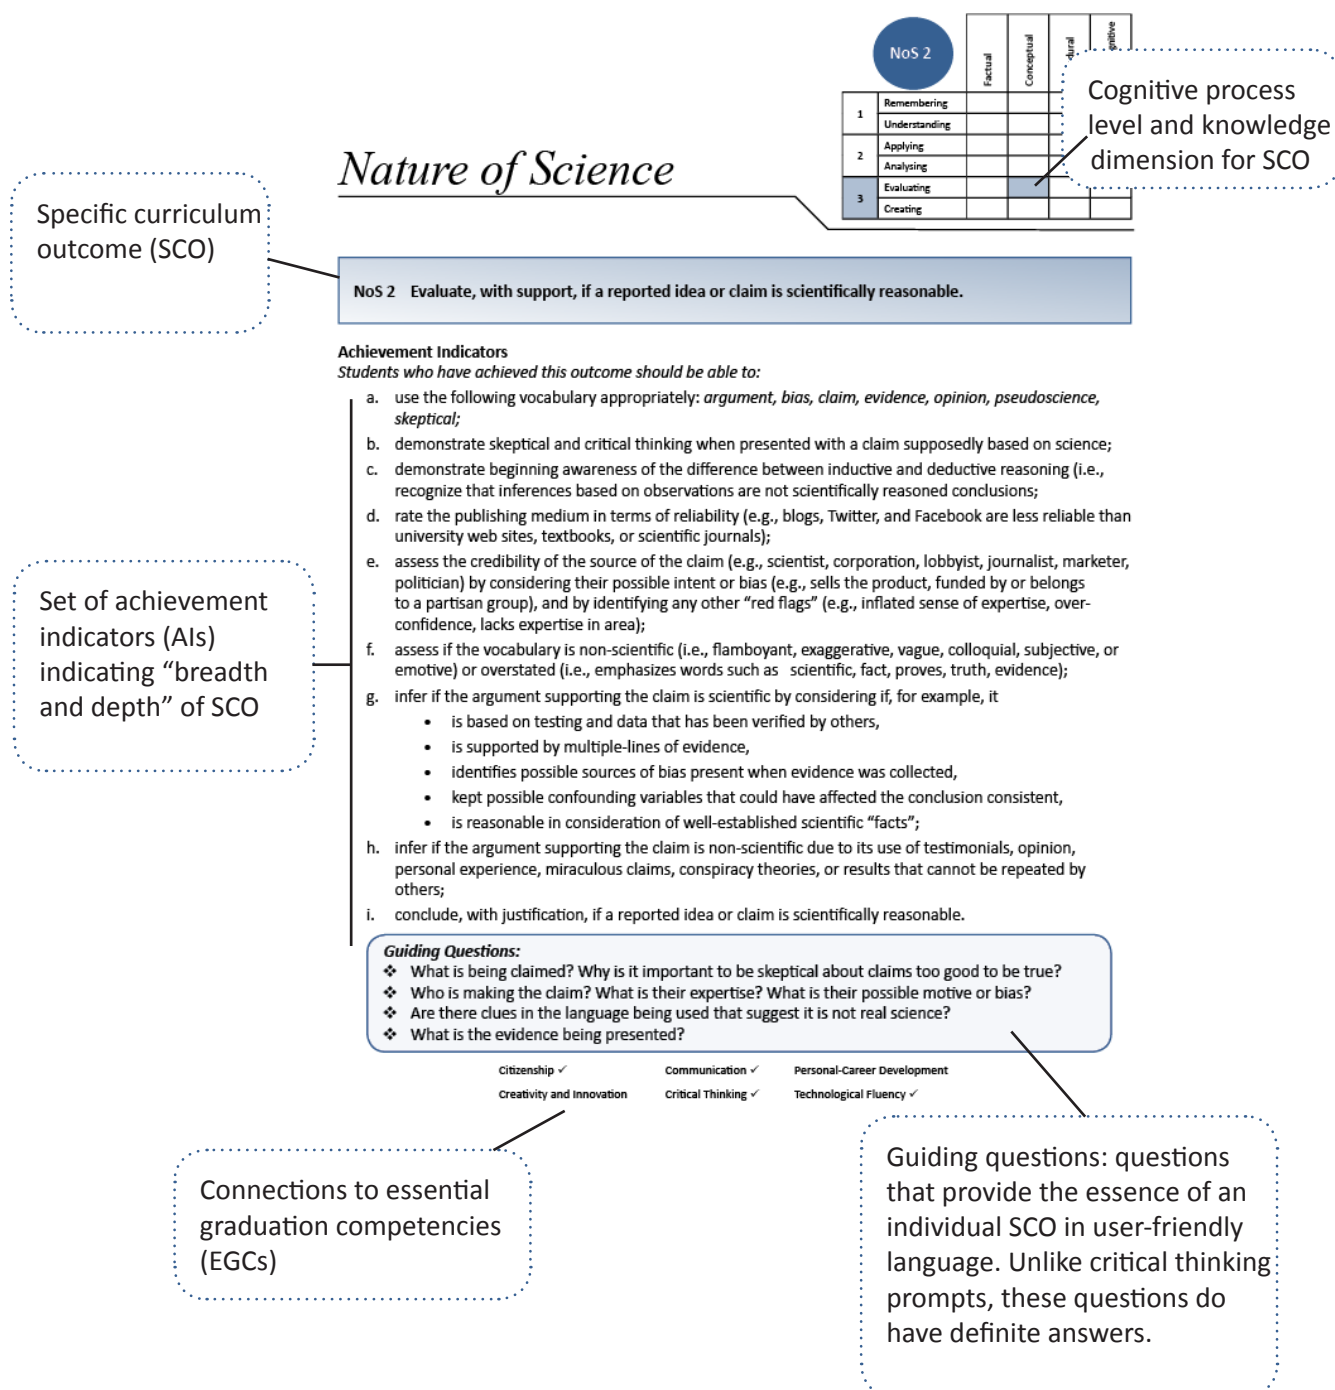 NoS 2
Factual
Conceptual
Cognitive process
level and knowledge
dimension for SCO
1
Remembering
Understanding
2
Applying
Analysing
3
Evaluating
Creating
Nature of Science
Specific curriculum
outcome (SCO)
NoS 2 Evaluate, with support, if a reported idea or claim is scientifically reasonable.
Achievement Indicators
Students who have achieved this outcome should be able to:
a. use the following vocabulary appropriately: argument, bias, claim, evidence, opinion, pseudoscience,
skeptical;
b. demonstrate skeptical and critical thinking when presented with a claim supposedly based on science;
c. demonstrate beginning awareness of the difference between inductive and deductive reasoning (i.e.,
recognize that inferences based on observations are not scientifically reasoned conclusions;
d. rate the publishing medium in terms of reliability (e.g., blogs, Twitter, and Facebook are less reliable than
university web sites, textbooks, or scientific journals);
e. assess the credibility of the source of the claim (e.g., scientist, corporation, lobbyist, journalist, marketer,
politician) by considering their possible intent or bias (e.g., sells the product, funded by or belongs
to a partisan group), and by identifying any other “red flags” (e.g., inflated sense of expertise, over-
confidence, lacks expertise in area);
f. assess if the vocabulary is non-scientific (i.e., flamboyant, exaggerative, vague, colloquial, subjective, or
emotive) or overstated (i.e., emphasizes words such as scientific, fact, proves, truth, evidence);
g. infer if the argument supporting the claim is scientific by considering if, for example, it
• is based on testing and data that has been verified by others,
• is supported by multiple-lines of evidence,
• identifies possible sources of bias present when evidence was collected,
• kept possible confounding variables that could have affected the conclusion consistent,
• is reasonable in consideration of well-established scientific “facts”;
h. infer if the argument supporting the claim is non-scientific due to its use of testimonials, opinion,
personal experience, miraculous claims, conspiracy theories, or results that cannot be repeated by
others;
i. conclude, with justification, if a reported idea or claim is scientifically reasonable.
Set of achievement
indicators (AIs)
indicating “breadth
and depth” of SCO
Guiding Questions:
❖ What is being claimed? Why is it important to be skeptical about claims too good to be true?
❖ Who is making the claim? What is their expertise? What is their possible motive or bias?
❖ Are there clues in the language being used that suggest it is not real science?
❖ What is the evidence being presented?
Citizenship ✓ Communication ✓ Personal-Career Development
Creativity and Innovation Critical Thinking ✓ Technological Fluency ✓
Connections to essential
graduation competencies
(EGCs)
Guiding questions: questions
that provide the essence of an
individual SCO in user-friendly
language. Unlike critical thinking
prompts, these questions do
have definite answers.